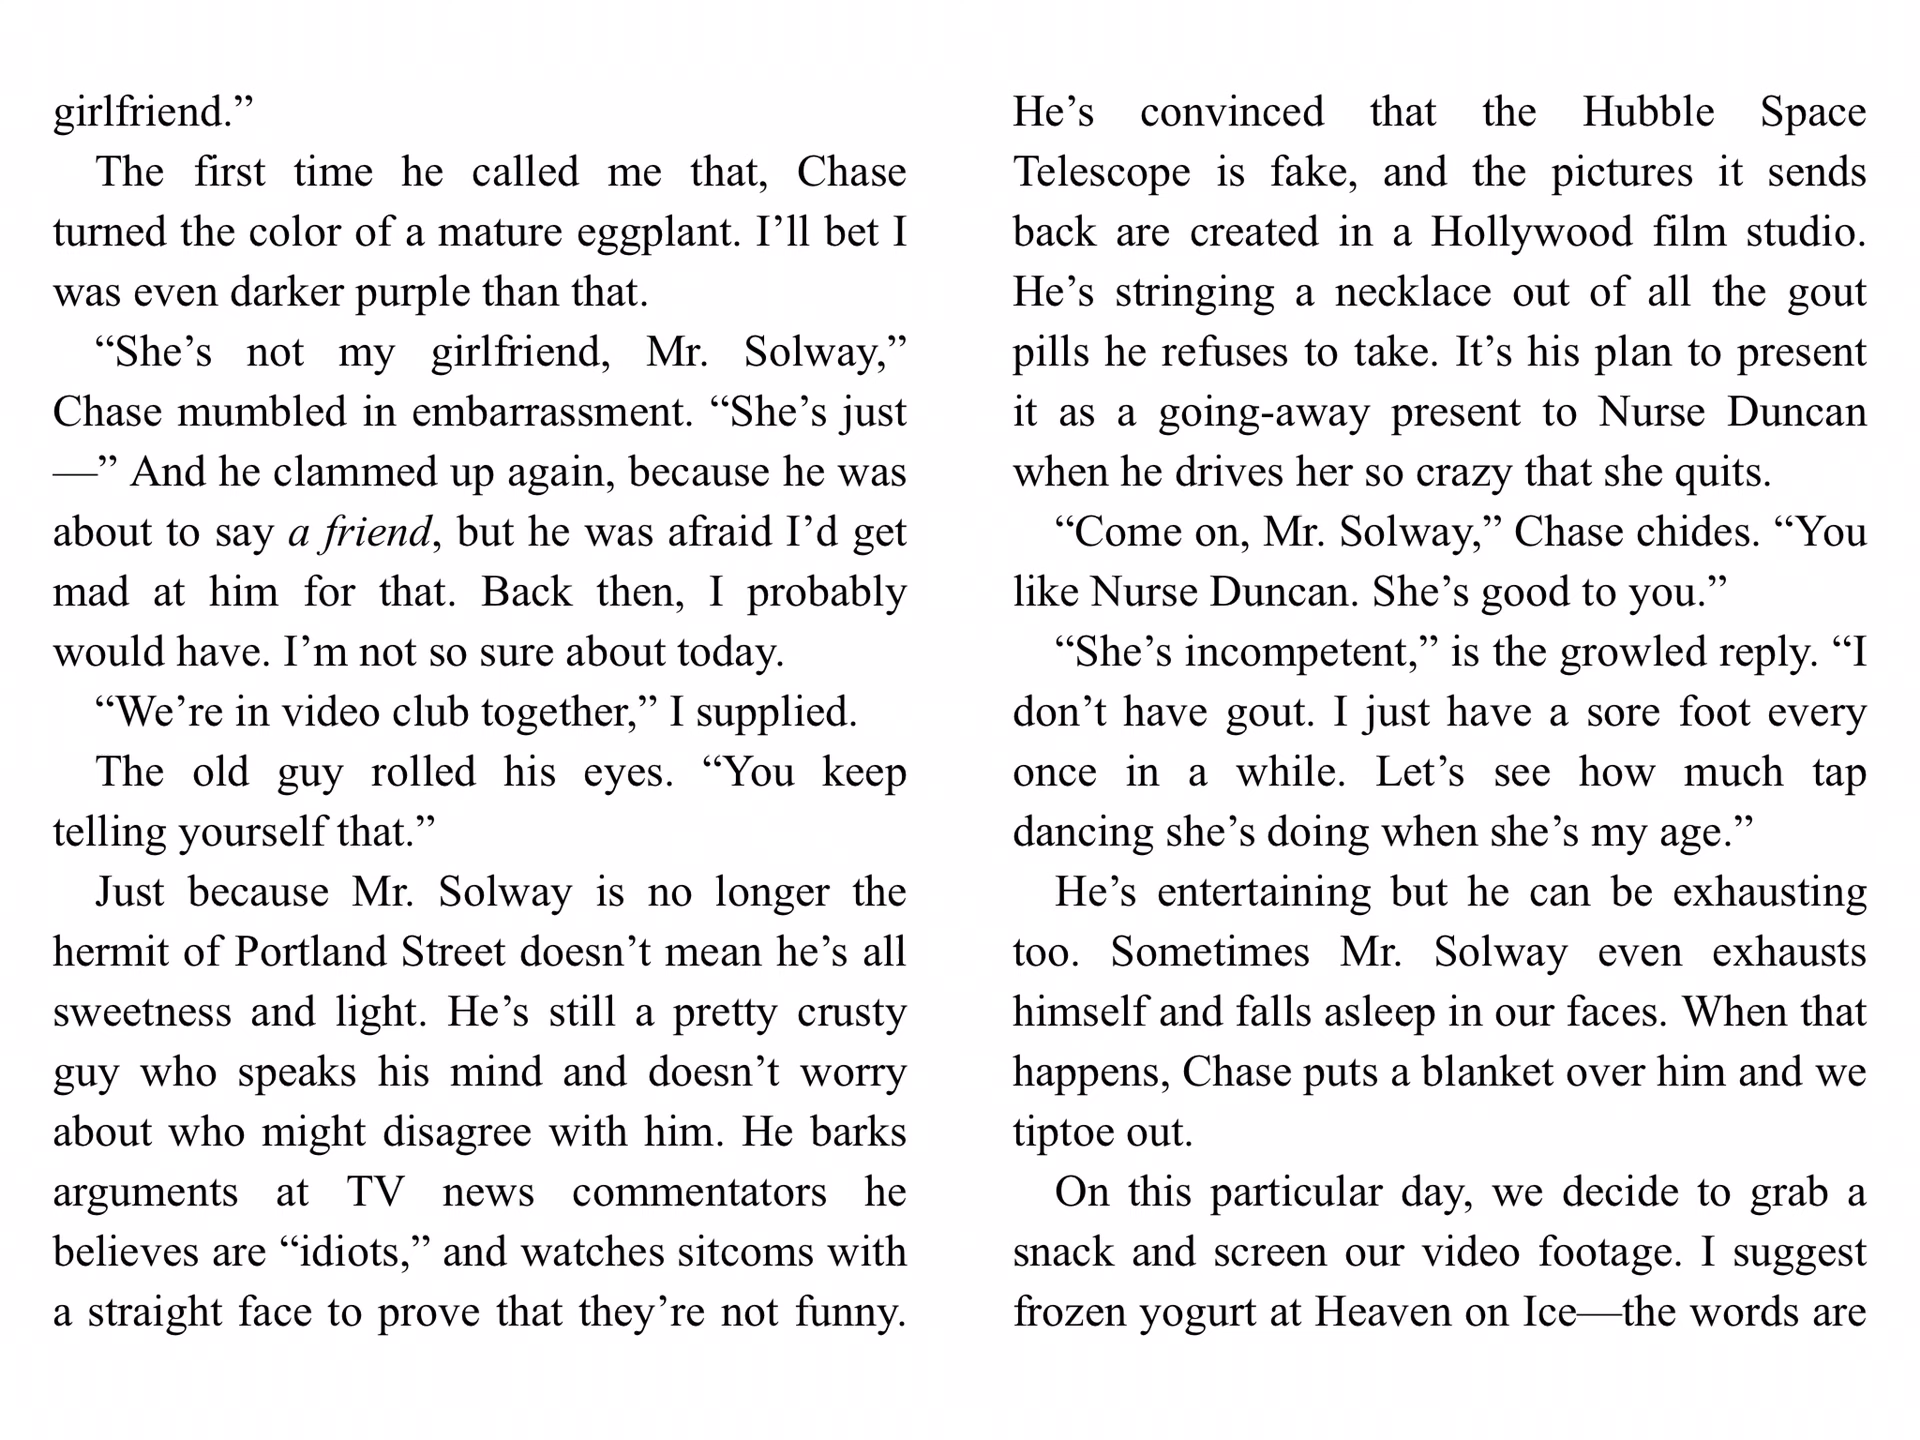 girlfriend.”
The first time he called me that, Chase
turned the color of a mature eggplant. I’ll bet I
was even darker purple than that.
“She’s not my girlfriend, Mr. Solway,”
Chase mumbled in embarrassment. “She’s just
—” And he clammed up again, because he was
about to say a friend, but he was afraid I’d get
mad at him for that. Back then, I probably
would have. I’m not so sure about today.
“We’re in video club together,” I supplied.
The old guy rolled his eyes. “You keep
telling yourself that.”
Just because Mr. Solway is no longer the
hermit of Portland Street doesn’t mean he’s all
sweetness and light. He’s still a pretty crusty
guy who speaks his mind and doesn’t worry
about who might disagree with him. He barks
arguments at TV news commentators he
believes are “idiots,” and watches sitcoms with
a straight face to prove that they’re not funny.
He’s convinced that the Hubble Space
Telescope is fake, and the pictures it sends
back are created in a Hollywood film studio.
He’s stringing a necklace out of all the gout
pills he refuses to take. It’s his plan to present
it as a going-away present to Nurse Duncan
when he drives her so crazy that she quits.
“Come on, Mr. Solway,” Chase chides. “You
like Nurse Duncan. She’s good to you.”
“She’s incompetent,” is the growled reply. “I
don’t have gout. I just have a sore foot every
once in a while. Let’s see how much tap
dancing she’s doing when she’s my age.”
He’s entertaining but he can be exhausting
too. Sometimes Mr. Solway even exhausts
himself and falls asleep in our faces. When that
happens, Chase puts a blanket over him and we
tiptoe out.
On this particular day, we decide to grab a
snack and screen our video footage. I suggest
frozen yogurt at Heaven on Ice—the words are